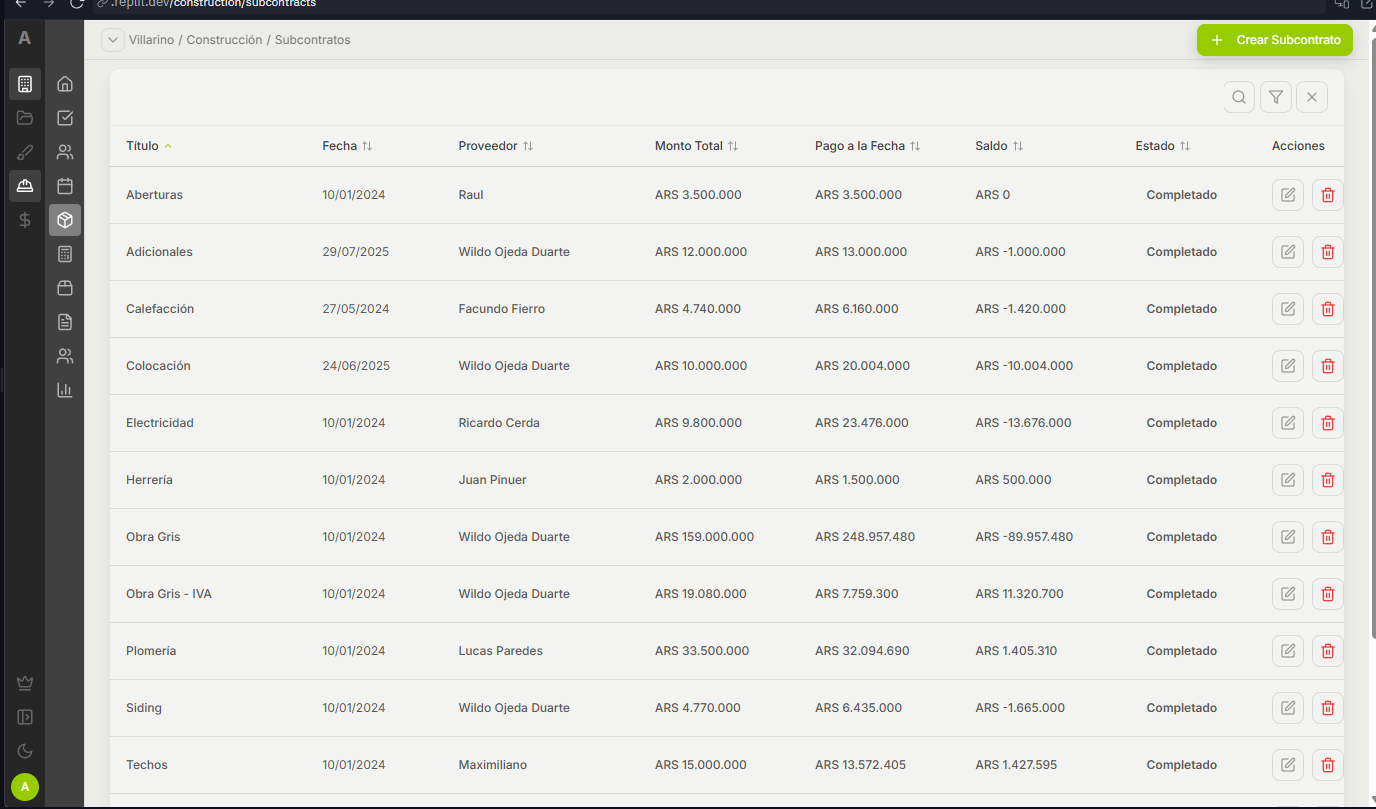 .replit.dev/construction/subcontracts
A
Villarino / Construcción / Subcontratos
+ Crear Subcontrato
Título Fecha Proveedor Monto Total Pago a la Fecha Saldo Estado Acciones
Aberturas 10/01/2024 Raul ARS 3.500.000 ARS 3.500.000 ARS 0 Completado
Adicionales 29/07/2025 Wildo Ojeda Duarte ARS 12.000.000 ARS 13.000.000 ARS -1.000.000 Completado
Calefacción 27/05/2024 Facundo Fierro ARS 4.740.000 ARS 6.160.000 ARS -1.420.000 Completado
Colocación 24/06/2025 Wildo Ojeda Duarte ARS 10.000.000 ARS 20.004.000 ARS -10.004.000 Completado
Electricidad 10/01/2024 Ricardo Cerda ARS 9.800.000 ARS 23.476.000 ARS -13.676.000 Completado
Herrería 10/01/2024 Juan Pinuer ARS 2.000.000 ARS 1.500.000 ARS 500.000 Completado
Obra Gris 10/01/2024 Wildo Ojeda Duarte ARS 159.000.000 ARS 248.957.480 ARS -89.957.480 Completado
Obra Gris - IVA 10/01/2024 Wildo Ojeda Duarte ARS 19.080.000 ARS 7.759.300 ARS 11.320.700 Completado
Plomería 10/01/2024 Lucas Paredes ARS 33.500.000 ARS 32.094.690 ARS 1.405.310 Completado
Siding 10/01/2024 Wildo Ojeda Duarte ARS 4.770.000 ARS 6.435.000 ARS -1.665.000 Completado
Techos 10/01/2024 Maximiliano ARS 15.000.000 ARS 13.572.405 ARS 1.427.595 Completado
A